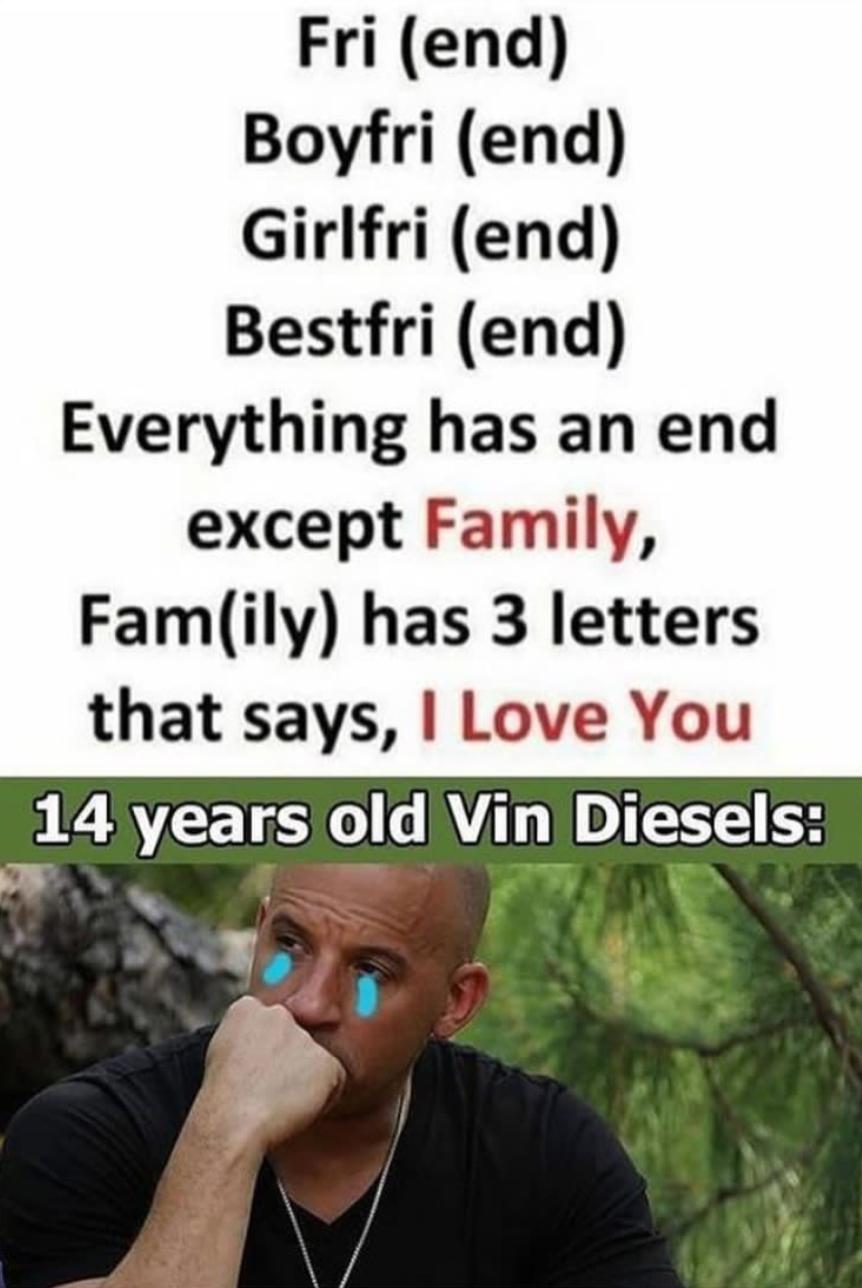 Fri (end)
Boyfri (end)
Girlfri (end)
Bestfri (end)
Everything has an end
except Family,
Fam(ily) has 3 letters
that says, I Love You
14 years old Vin Diesels: